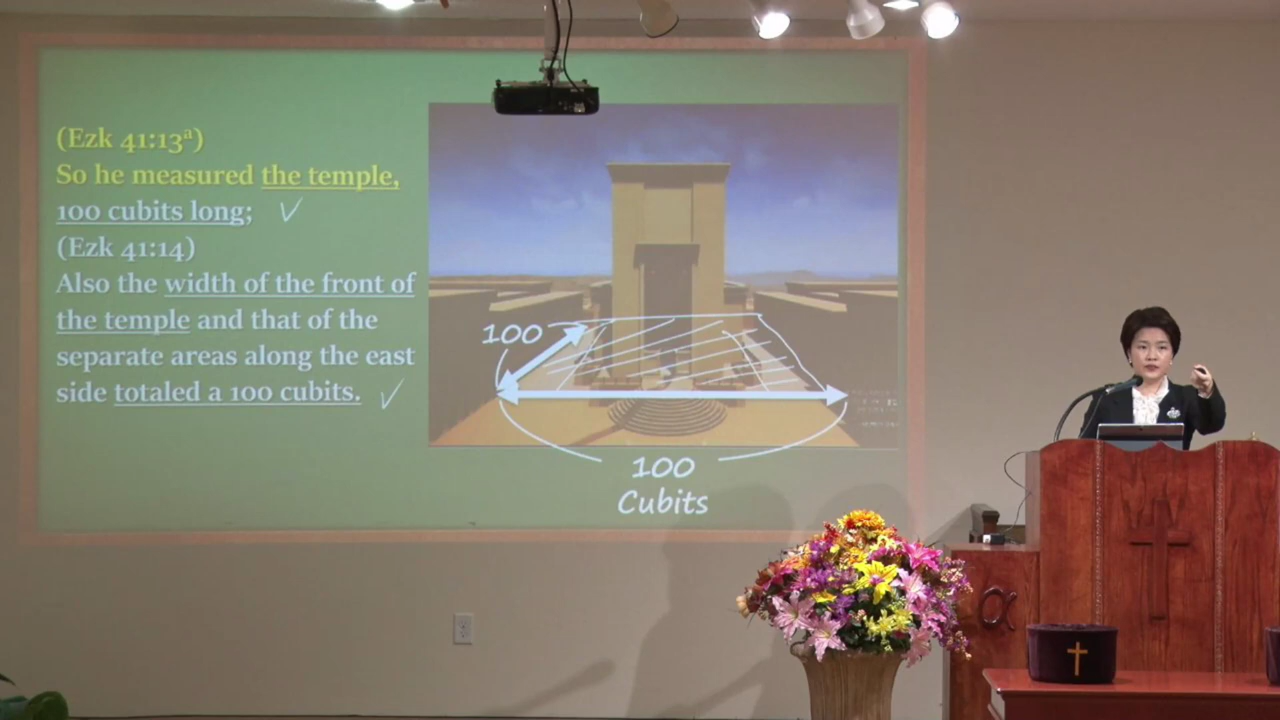 (Ezk 41:13ª)
So he measured the temple,
100 cubits long;
(Ezk 41:14)
Also the width of the front of
the temple and that of the
separate areas along the east
side totaled a 100 cubits.
100
100
Cubits
α